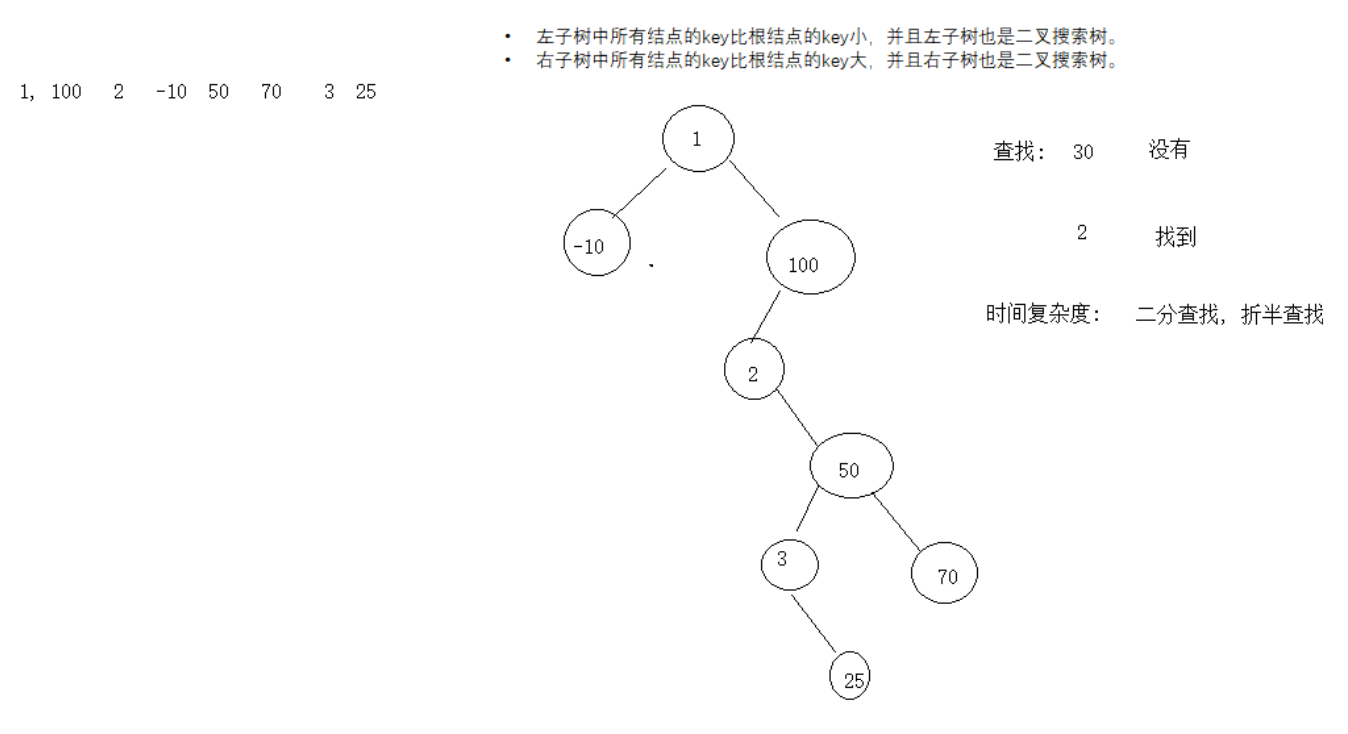 • 左子树中所有结点的key比根结点的key小，并且左子树也是二叉搜索树。
• 右子树中所有结点的key比根结点的key大，并且右子树也是二叉搜索树。
1, 100 2 -10 50 70 3 25
1
查找： 30 没有
-10
2 找到
100
时间复杂度： 二分查找，折半查找
2
50
3
70
25